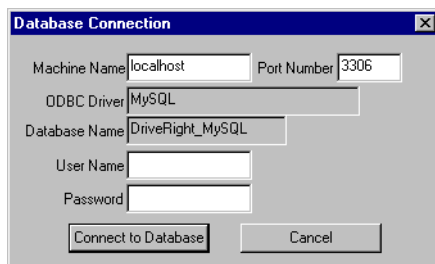 Database Connection
Machine Name localhost Port Number 3306
ODBC Driver MySQL
Database Name DriveRight_MySQL
User Name
Password
Connect to Database Cancel